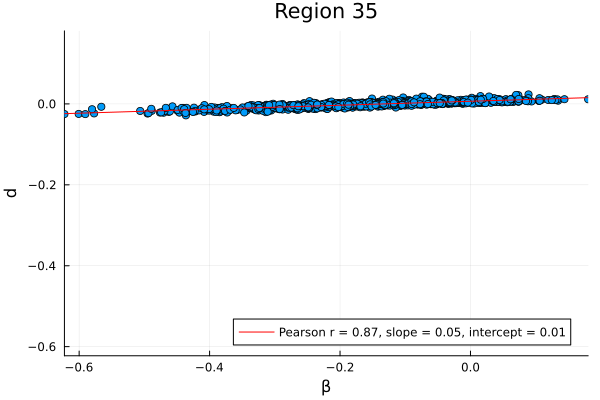 Region 35
0.0
−0.2
−0.4
−0.6
d
−0.6
−0.4
−0.2
0.0
β
Pearson r = 0.87, slope = 0.05, intercept = 0.01